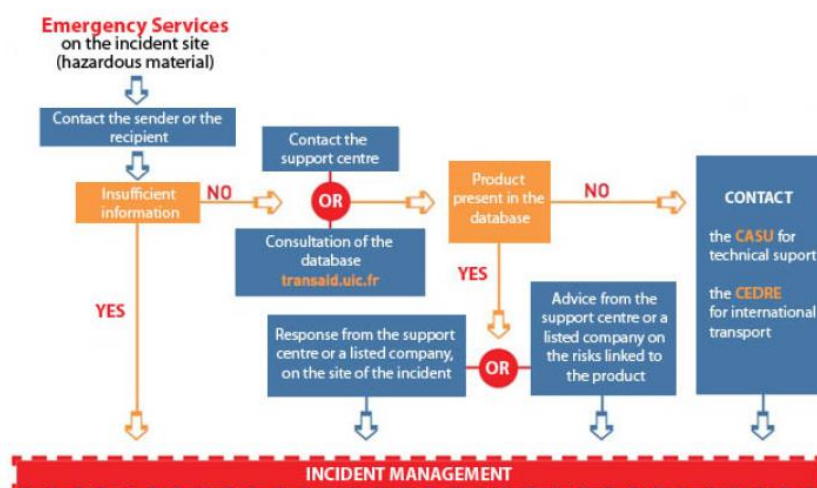 Emergency Services
on the incident site
(hazardous material)
Contact the sender or the
recipient
Insufficient
information
NO
YES
Contact the
support centre
OR
Consultation of the
database
transaid.uic.fr
Product
present in the
database
NO
YES
CONTACT
the CASU for
technical suport
the CEDRE
for international
transport
Response from the support
centre or a listed company,
on the site of the incident
OR
Advice from the
support centre or a
listed company on
the risks linked to
the product
INCIDENT MANAGEMENT